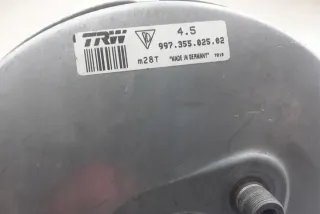 TRW 4.5
997.355.025.02
m28T "MADE IN GERMANY"